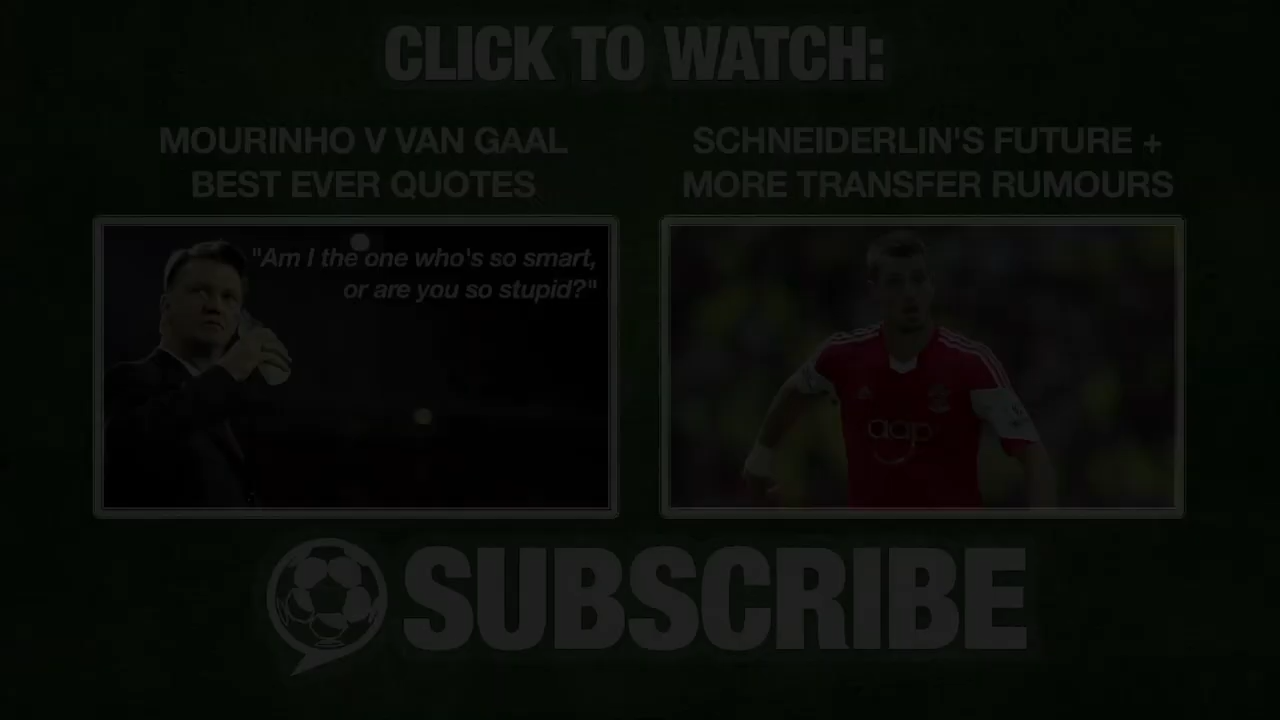 CLICK TO WATCH:
MOURINHO V VAN GAAL
BEST EVER QUOTES
SCHNEIDERLIN'S FUTURE +
MORE TRANSFER RUMOURS
"Am I the one who's so smart,
or are you so stupid?"
aap
SUBSCRIBE